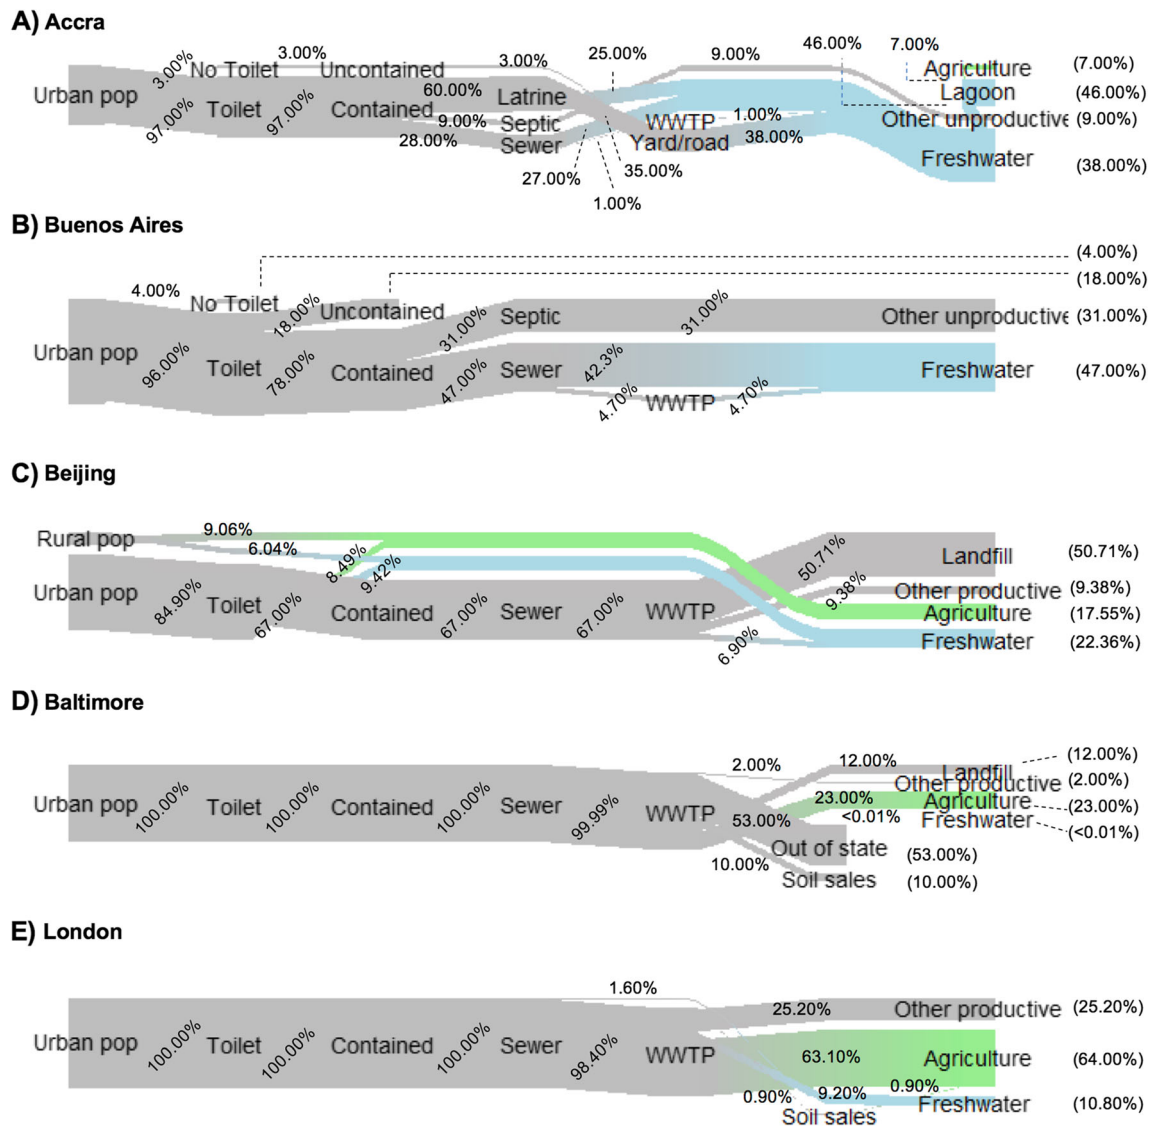 A) Accra
3.00% 25.00% 9.00% 46.00% 7.00%
3.00% No Toilet Uncontained 3.00% Agriculture (7.00%)
Urban pop 60.00% Latrine Lagoon (46.00%)
97.00% Toilet 97.00% Contained 9.00% Septic WWTP 1.00% Other unproductive (9.00%)
28.00% Sewer Yard/road 38.00% Freshwater (38.00%)
27.00% 35.00%
1.00%
B) Buenos Aires
(4.00%)
(18.00%)
4.00% No Toilet 18.00% Uncontained
31.00% Septic 31.00% Other unproductive (31.00%)
Urban pop 96.00% Toilet 78.00% Contained 47.00% Sewer 42.3% Freshwater (47.00%)
4.70% WWTP 4.70%
C) Beijing
Rural pop 9.06%
6.04% 8.49% 9.42% 50.71% Landfill (50.71%)
Urban pop 84.90% Toilet 67.00% Contained 67.00% Sewer 67.00% WWTP 9.38% Other productive (9.38%)
Agriculture (17.55%)
6.90% Freshwater (22.36%)
D) Baltimore
2.00% 12.00% Landfill (12.00%)
Other productive (2.00%)
Urban pop 100.00% Toilet 100.00% Contained 100.00% Sewer 99.99% WWTP 23.00% Agriculture (23.00%)
53.00% <0.01% Freshwater (<0.01%)
Out of state (53.00%)
10.00% Soil sales (10.00%)
E) London
1.60%
25.20% Other productive (25.20%)
Urban pop 100.00% Toilet 100.00% Contained 100.00% Sewer 98.40% WWTP 63.10% Agriculture (64.00%)
0.90% 9.20% 0.90% Freshwater (10.80%)
Soil sales